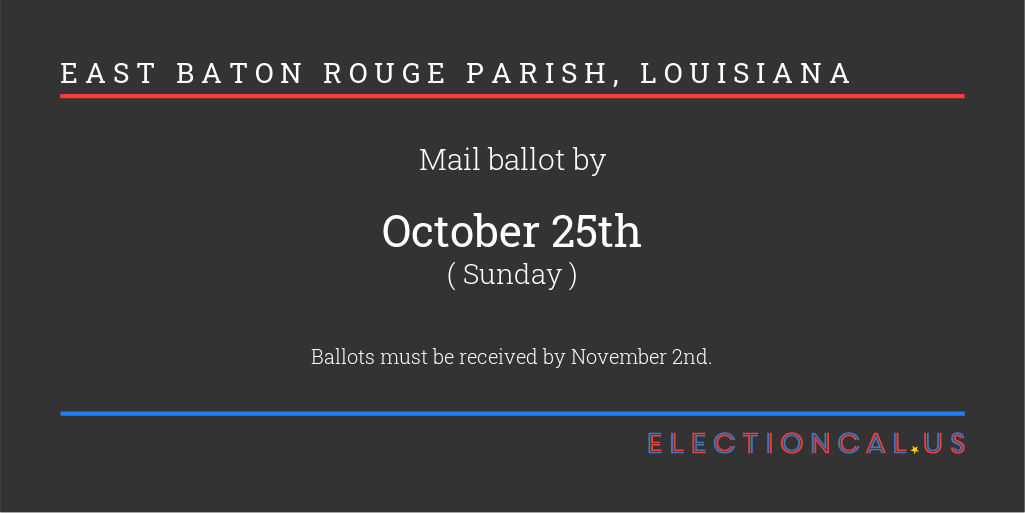 EAST BATON ROUGE PARISH, LOUISIANA
Mail ballot by
October 25th
( Sunday )
Ballots must be received by November 2nd.
ELECTIONCAL.US